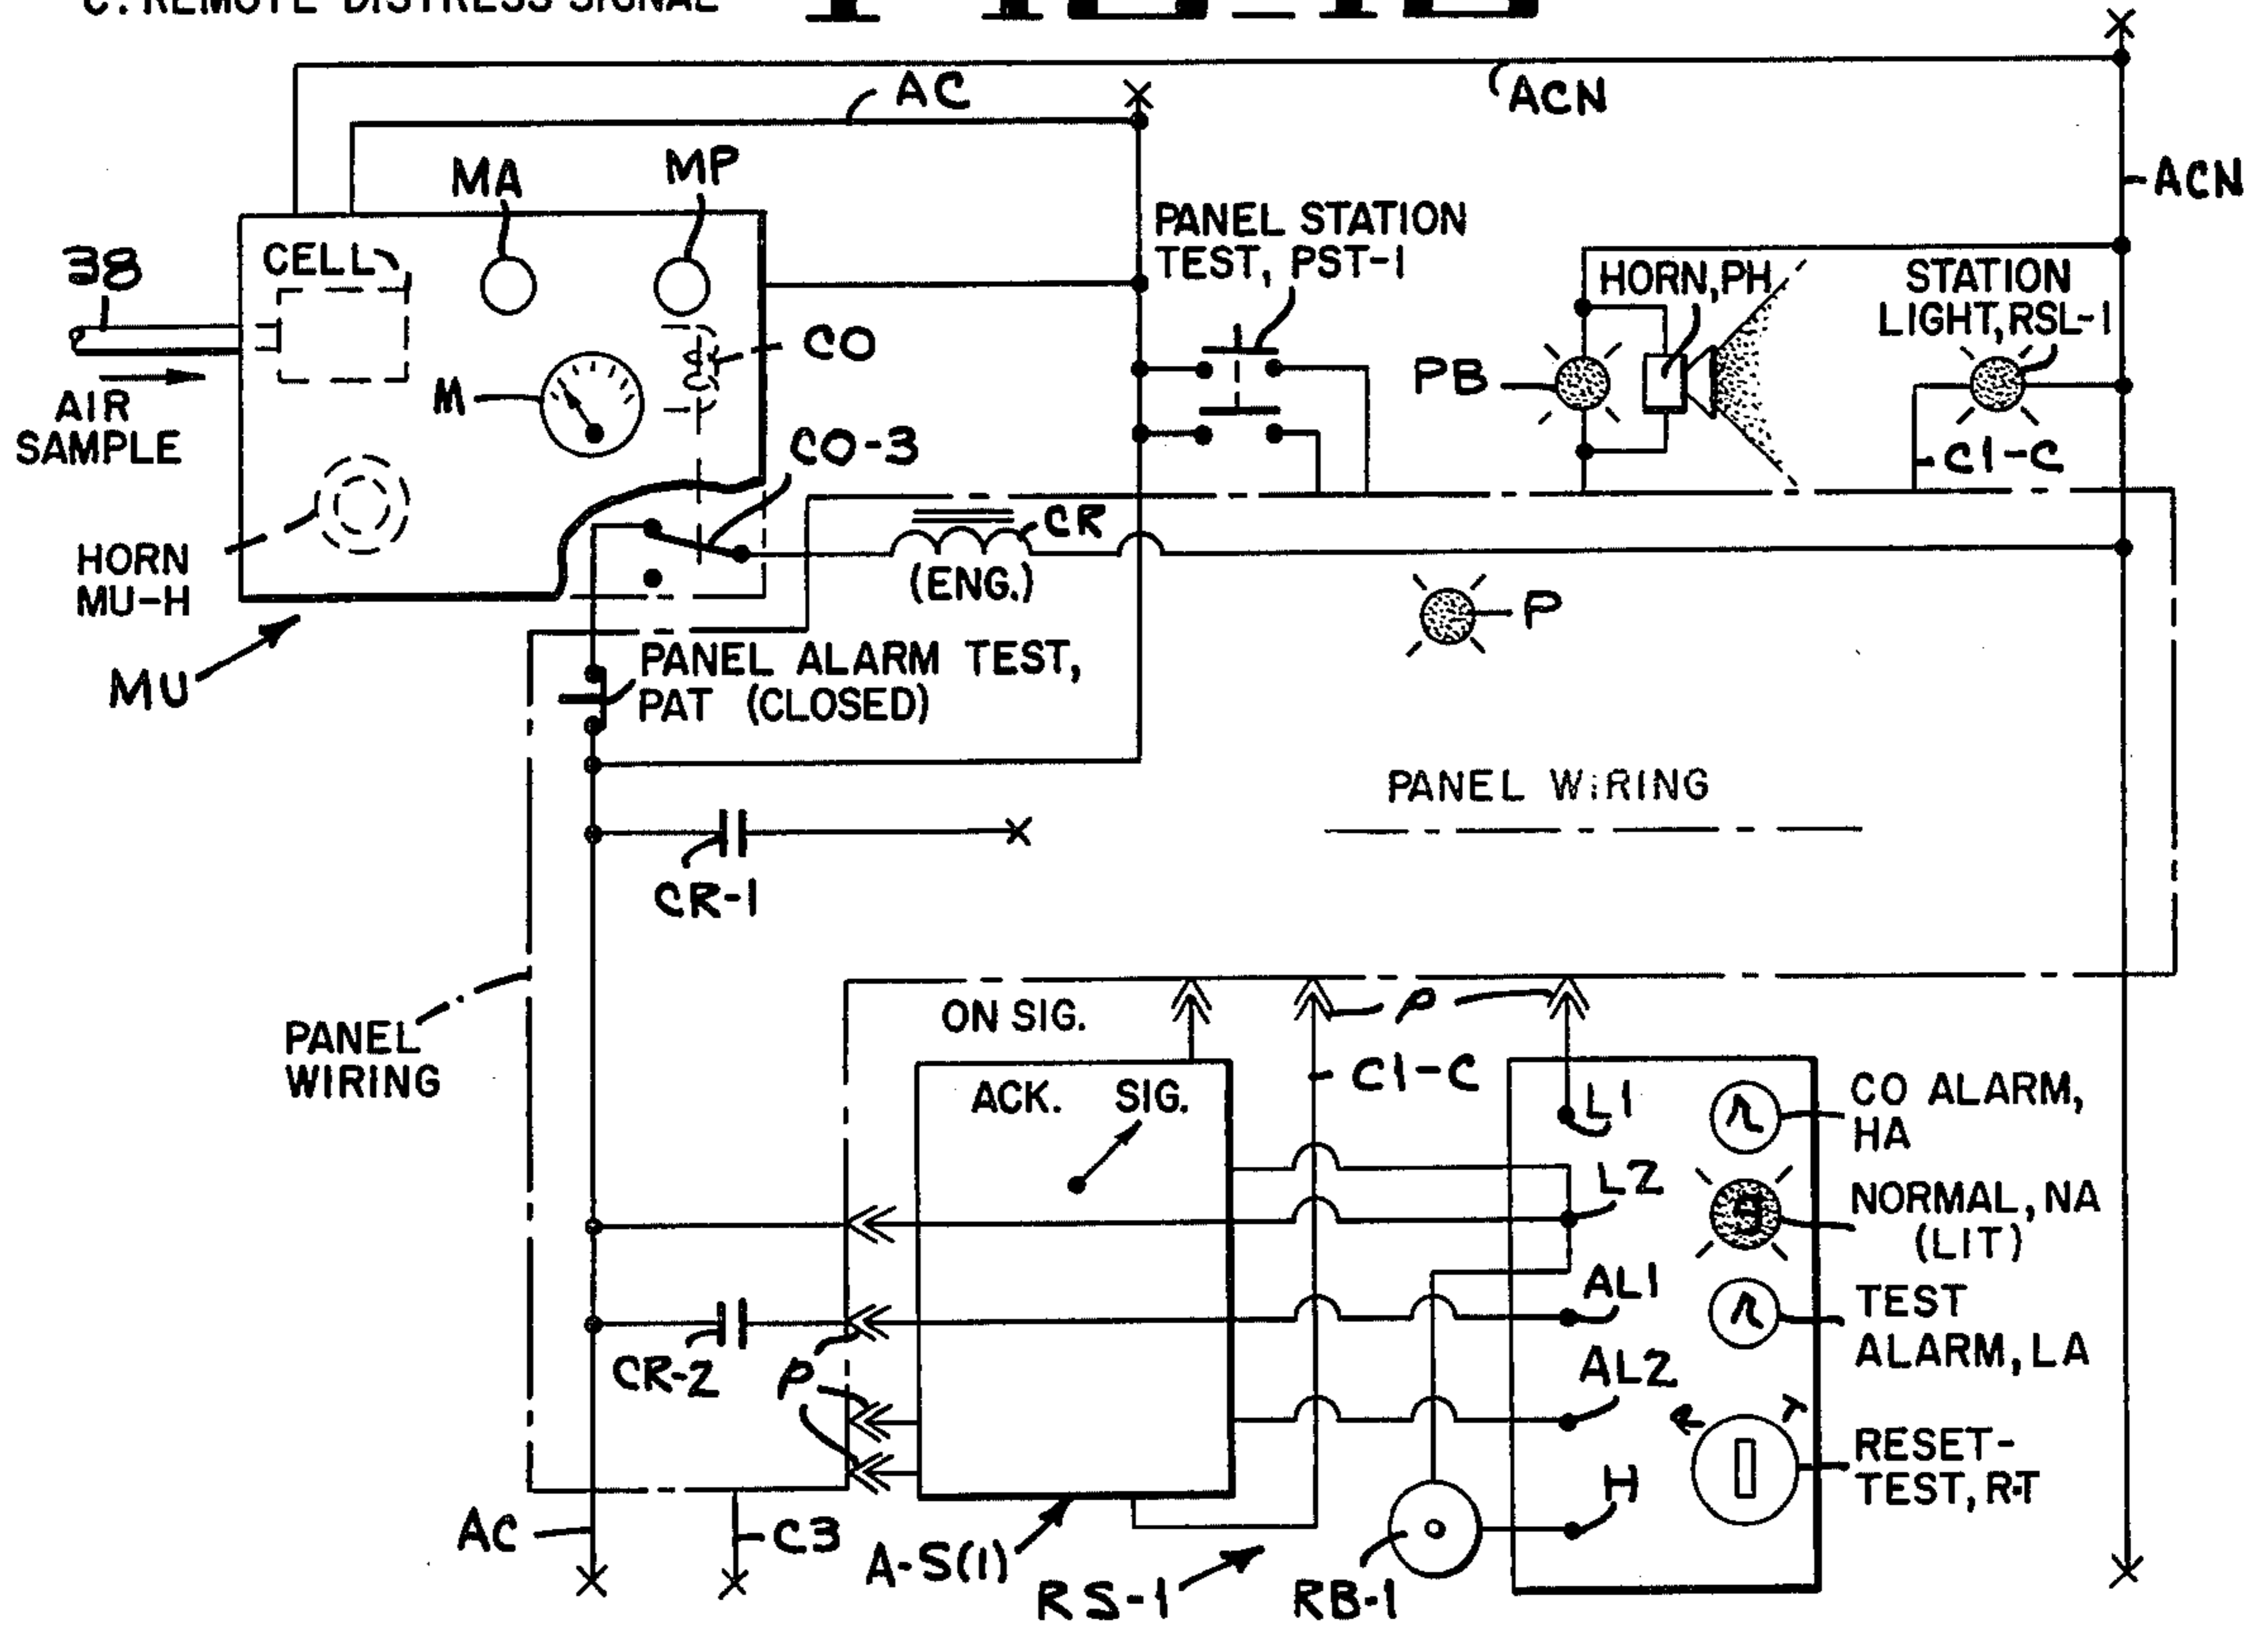 C. REMOTE DISTRESS SIGNAL
AC
ACN
ACN
MA
MP
PANEL STATION
TEST, PST-1
38
CELL
HORN, PH
STATION
LIGHT, RSL-1
CO
AIR
SAMPLE
M
PB
CO-3
C1-C
HORN
MU-H
CR
(ENG.)
P
MU
PANEL ALARM TEST,
PAT (CLOSED)
PANEL WIRING
CR-1
ON SIG.
P
PANEL
WIRING
C1-C
ACK. SIG.
L1
CO ALARM,
HA
R
L2
NORMAL, NA
(LIT)
AL1
TEST
ALARM, LA
R
CR-2
P
AL2
R
T
RESET-
TEST, R-T
H
AC
C3
A-S(1)
RS-1
RB-1